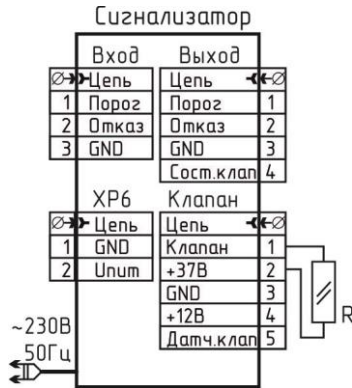 Сигнализатор
Вход
Цепь
1 Порог
2 Отказ
3 GND
Выход
Цепь
Порог 1
Отказ 2
GND 3
Сост.клап 4
XP6
Цепь
1 GND
2 Uпит
Клапан
Цепь
Клапан 1
+37В 2
GND 3
+12В 4
Датч.клап 5
R
~230В
50Гц